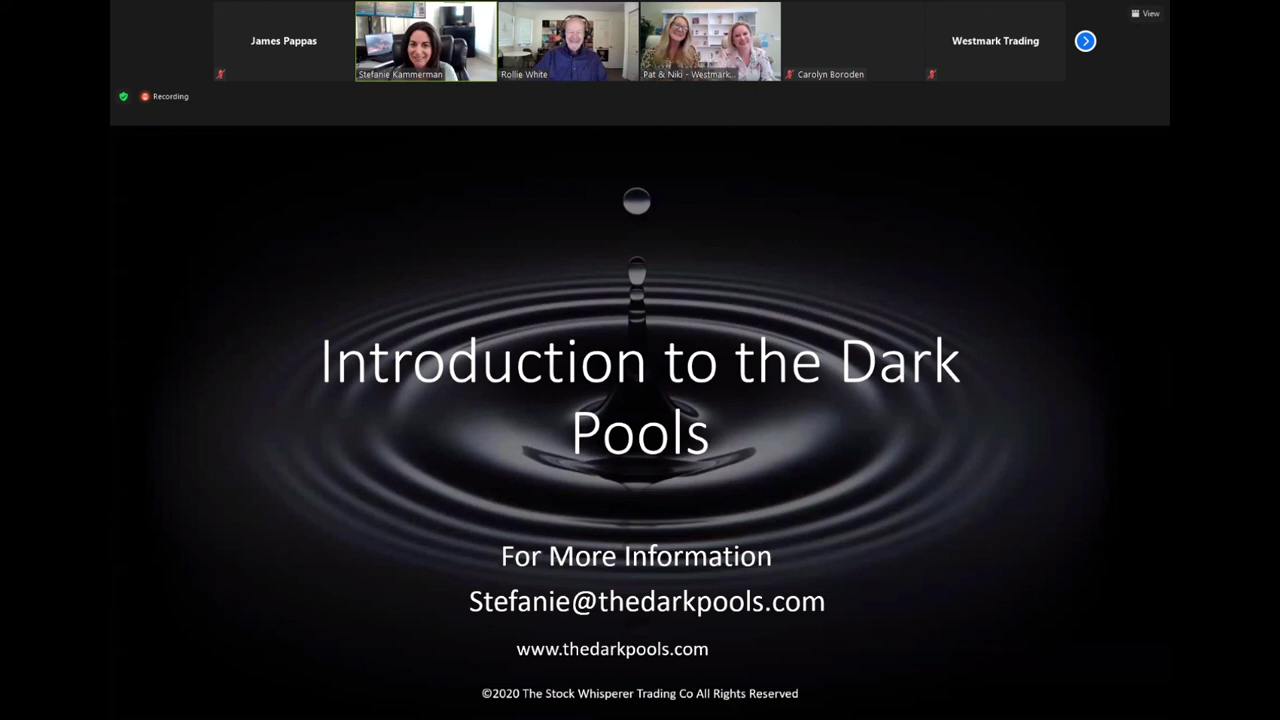 View
James Pappas
Westmark Trading
Stefanie Kammerman
Rollie White
Pat & Niki - Westmark...
Carolyn Boroden
Recording
Introduction to the Dark
Pools
For More Information
Stefanie@thedarkpools.com
www.thedarkpools.com
©2020 The Stock Whisperer Trading Co All Rights Reserved